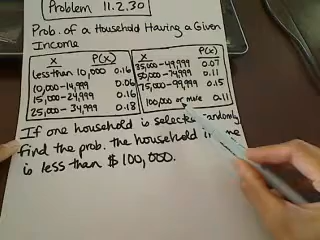 Problem 11.2.30
Prob. of a Household Having a Given
Income
X P(X)
less than 10,000 0.16
10,000-14,999 0.06
15,000-24,999 0.16
25,000-34,999 0.18
X P(X)
35,000-49,999 0.07
50,000-74,999 0.11
75,000-99,999 0.15
100,000 or more 0.11
If one household is selected randomly
find the prob. the household
is less than $100,000.